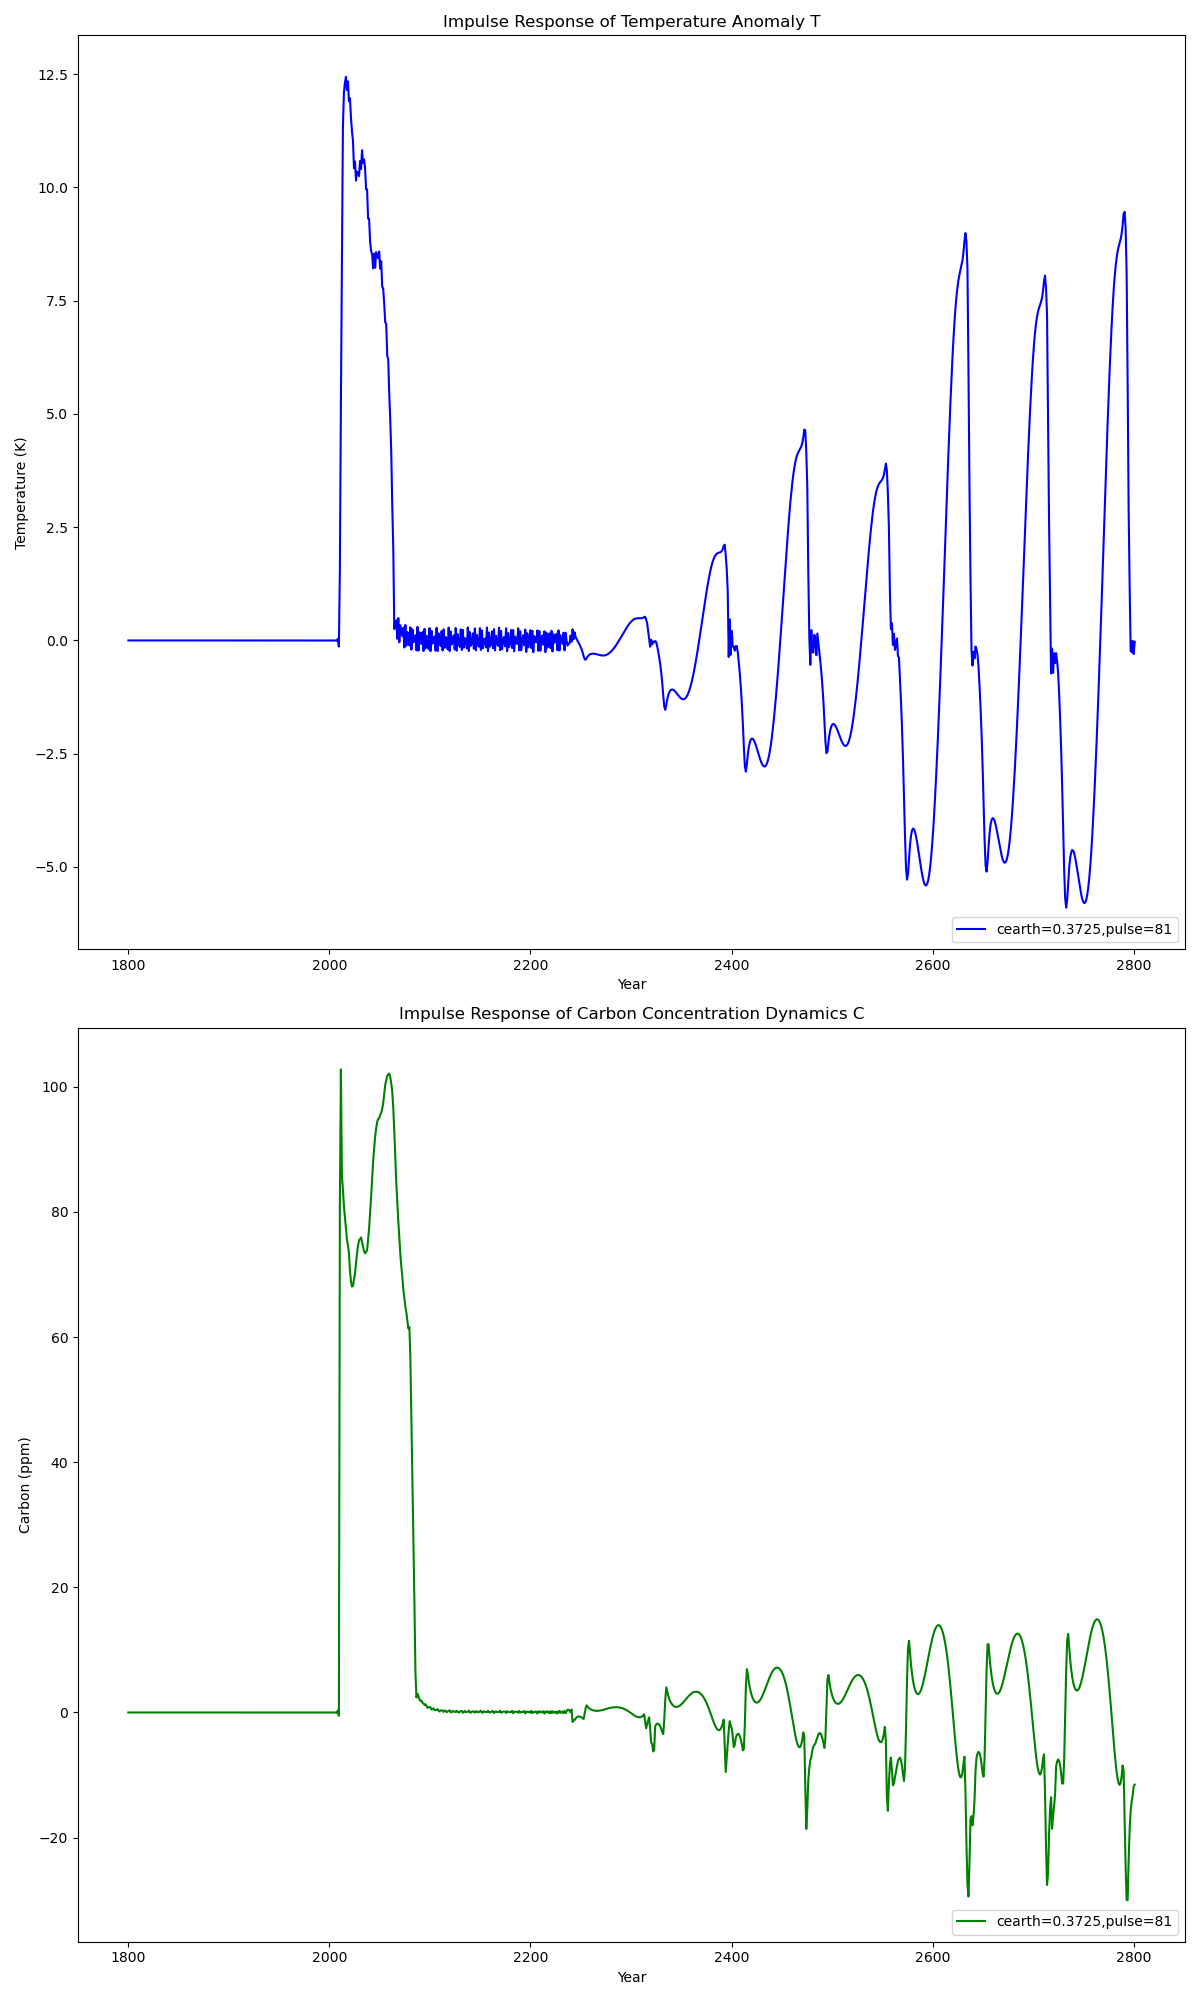 Impulse Response of Temperature Anomaly T
12.5
10.0
7.5
5.0
2.5
0.0
−2.5
−5.0
Temperature (K)
cearth=0.3725,pulse=81
1800 2000 2200 2400 2600 2800
Year
Impulse Response of Carbon Concentration Dynamics C
100
80
60
40
20
0
−20
Carbon (ppm)
cearth=0.3725,pulse=81
1800 2000 2200 2400 2600 2800
Year